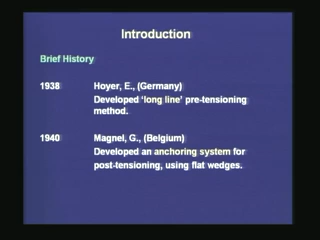 Introduction
Brief History
1938 Hoyer, E., (Germany)
Developed ‘long line’ pre-tensioning
method.
1940 Magnel, G., (Belgium)
Developed an anchoring system for
post-tensioning, using flat wedges.